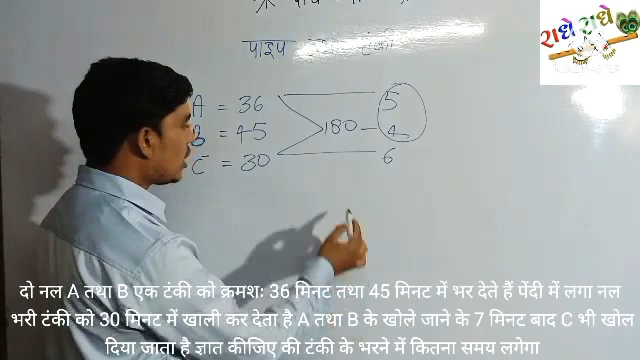 राधे राधे
पाइप तथा टंकी
A = 36
B = 45
C = 30
180
5
4
6
दो नल A तथा B एक टंकी को क्रमशः 36 मिनट तथा 45 मिनट में भर देते हैं पेंदी में लगा नल
भरी टंकी को 30 मिनट में खाली कर देता है A तथा B के खोले जाने के 7 मिनट बाद C भी खोल
दिया जाता है ज्ञात कीजिए की टंकी के भरने में कितना समय लगेगा